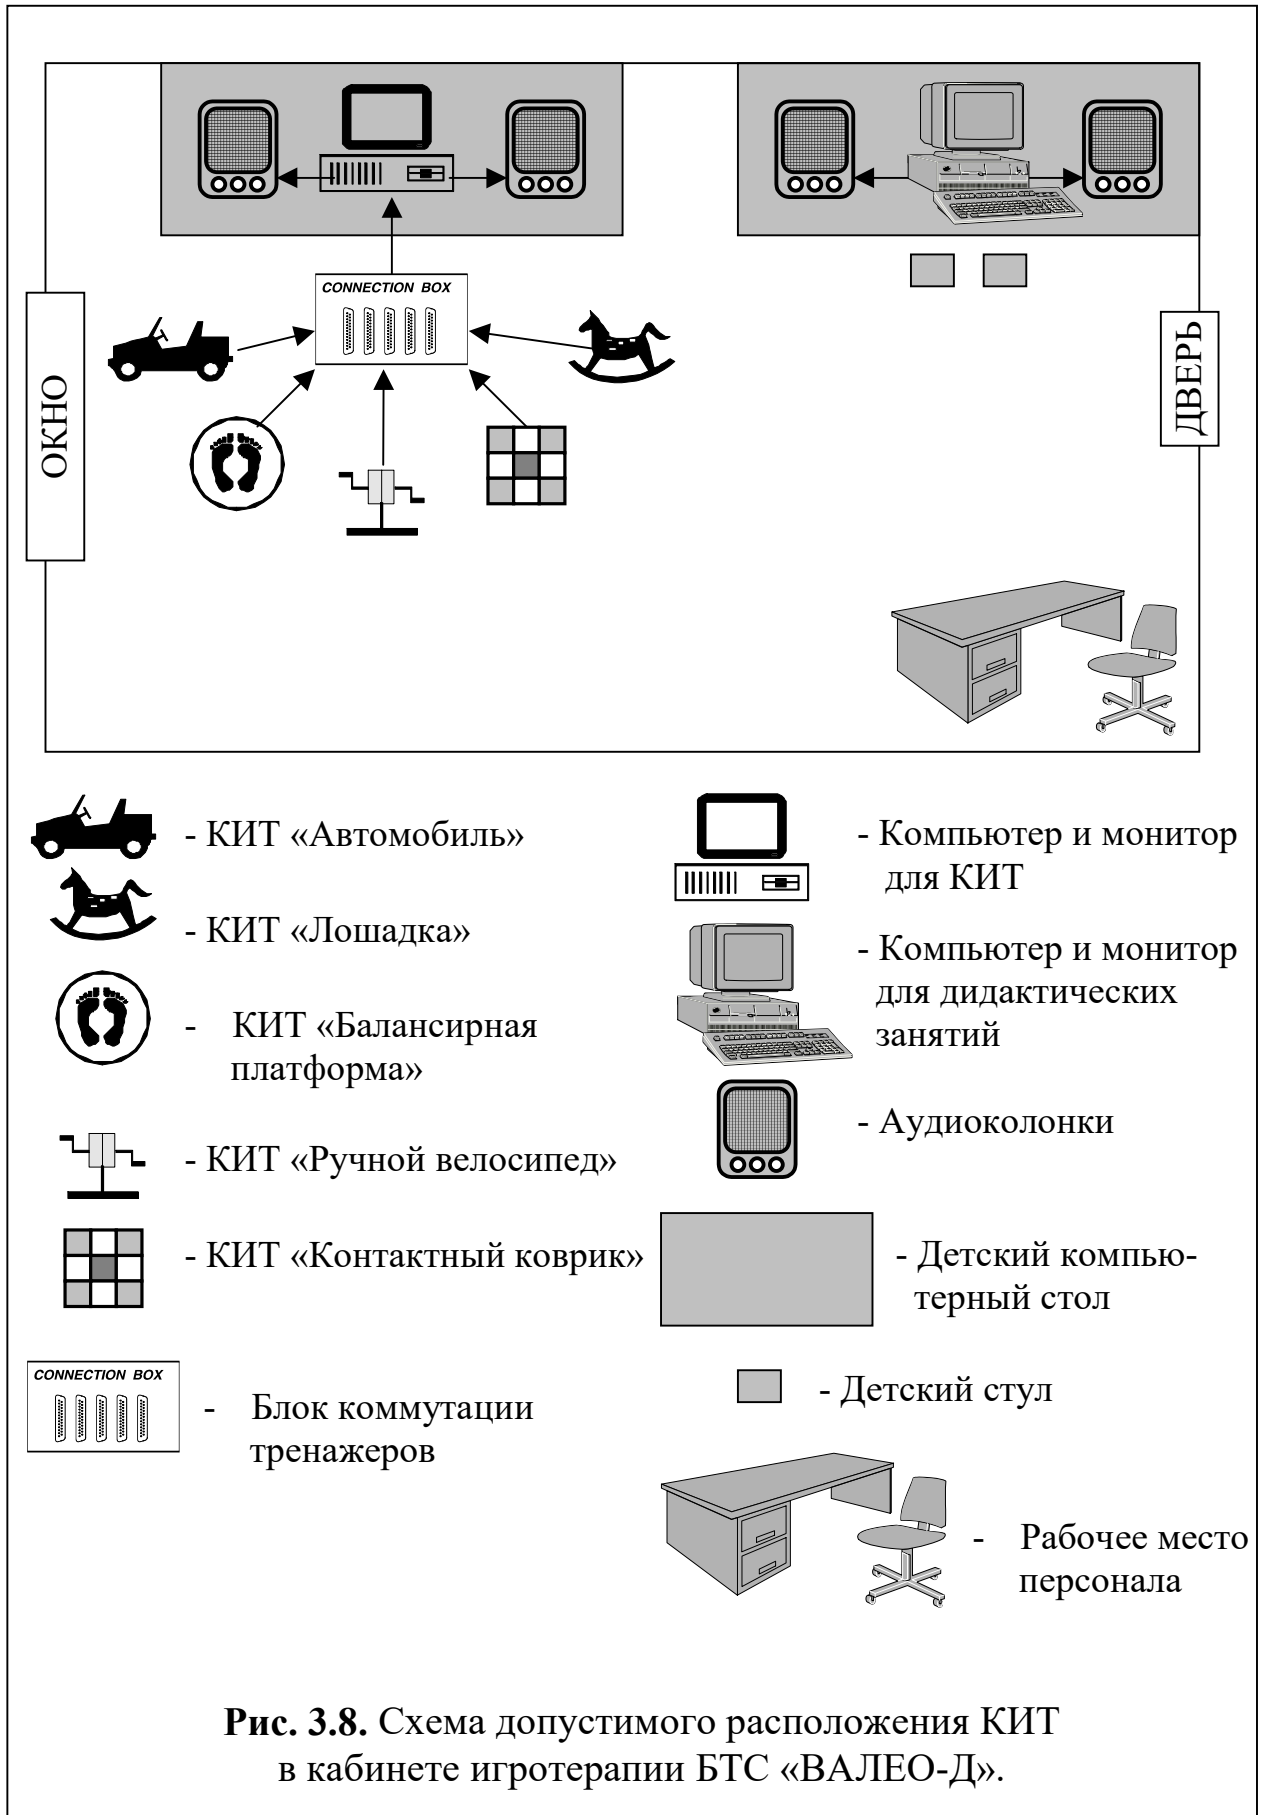 CONNECTION BOX
ОКНО
ДВЕРЬ
- КИТ «Автомобиль»
- КИТ «Лошадка»
- КИТ «Балансирная
платформа»
- КИТ «Ручной велосипед»
- КИТ «Контактный коврик»
CONNECTION BOX
- Блок коммутации
тренажеров
- Компьютер и монитор
для КИТ
- Компьютер и монитор
для дидактических
занятий
- Аудиоколонки
- Детский компью-
терный стол
- Детский стул
- Рабочее место
персонала
Рис. 3.8. Схема допустимого расположения КИТ
в кабинете игротерапии БТС «ВАЛЕО-Д».